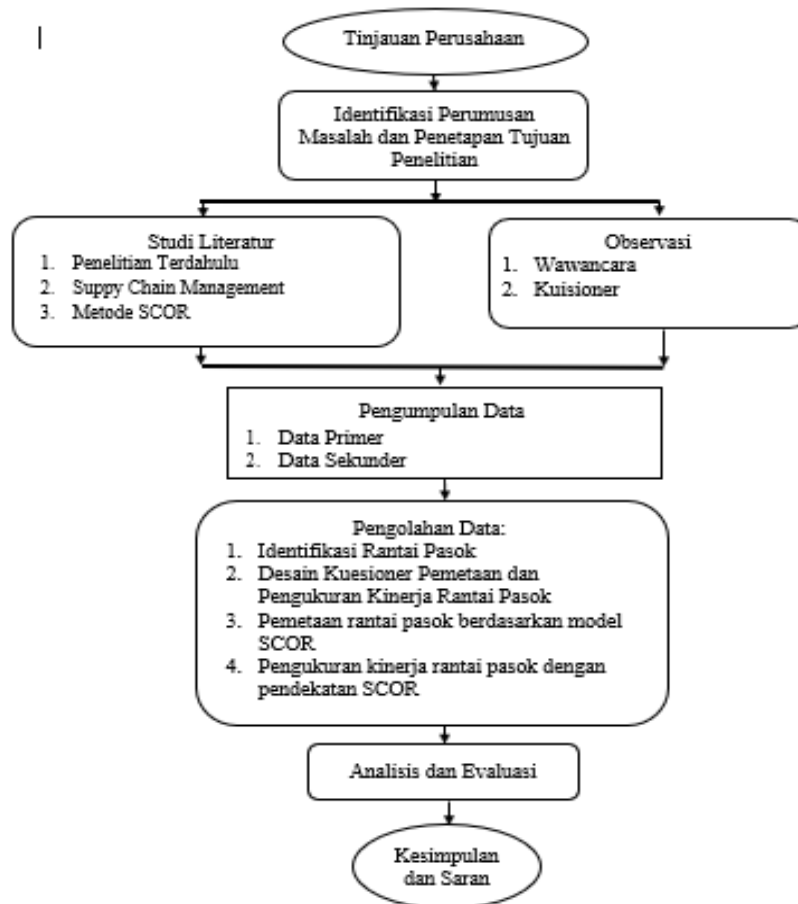 Tinjauan Perusahaan
Identifikasi Perumusan
Masalah dan Penetapan Tujuan
Penelitian
Studi Literatur
1. Penelitian Terdahulu
2. Suppy Chain Management
3. Metode SCOR
Observasi
1. Wawancara
2. Kuisioner
Pengumpulan Data
1. Data Primer
2. Data Sekunder
Pengolahan Data:
1. Identifikasi Rantai Pasok
2. Desain Kuesioner Pemetaan dan
Pengukuran Kinerja Rantai Pasok
3. Pemetaan rantai pasok berdasarkan model
SCOR
4. Pengukuran kinerja rantai pasok dengan
pendekatan SCOR
Analisis dan Evaluasi
Kesimpulan
dan Saran